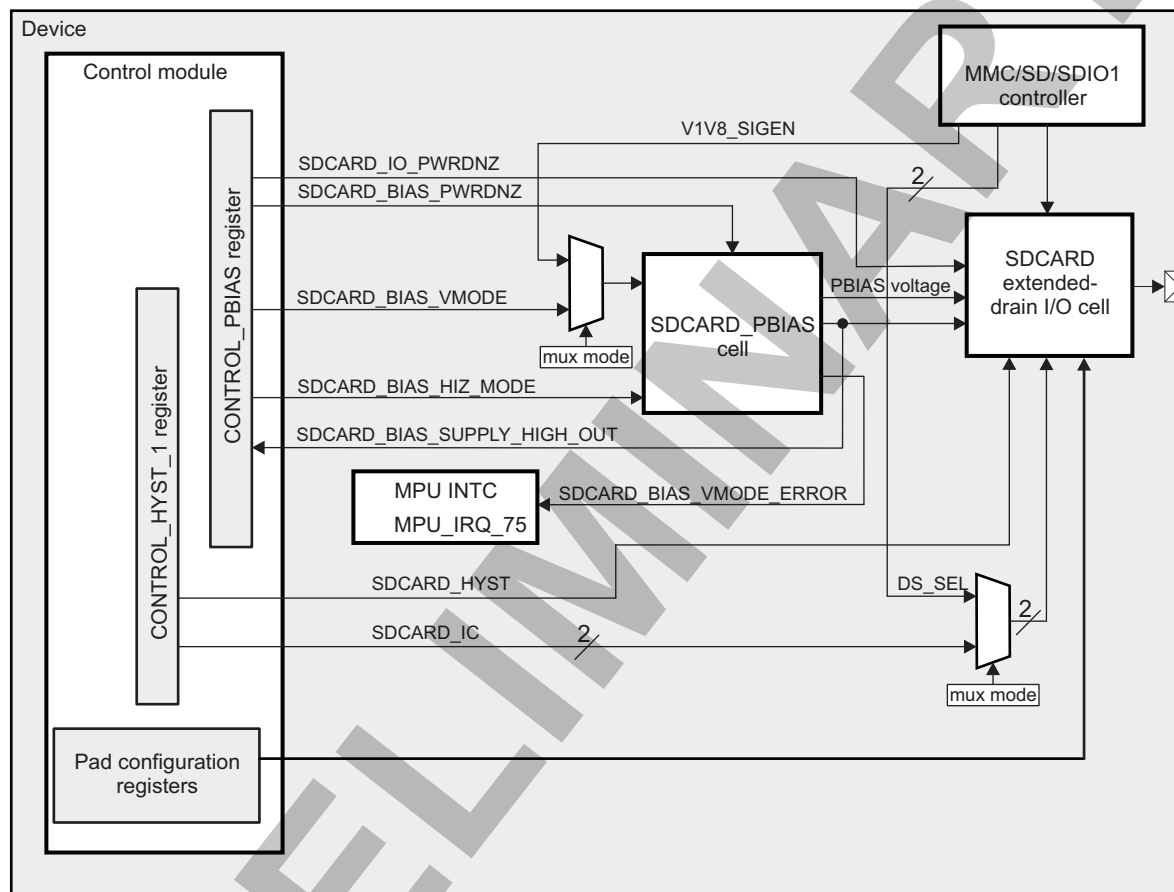 Device
Control module
MMC/SD/SDIO1
controller
V1V8_SIGEN
SDCARD_IO_PWRDNZ
SDCARD_BIAS_PWRDNZ
2
CONTROL_PBIAS register
SDCARD
extended-
drain I/O cell
PBIAS voltage
SDCARD_BIAS_VMODE
SDCARD_PBIAS
cell
mux mode
CONTROL_HYST_1 register
SDCARD_BIAS_HIZ_MODE
SDCARD_BIAS_SUPPLY_HIGH_OUT
MPU INTC
MPU_IRQ_75
SDCARD_BIAS_VMODE_ERROR
SDCARD_HYST
DS_SEL
2
SDCARD_IC
2
mux mode
Pad configuration
registers
ELIMINAR